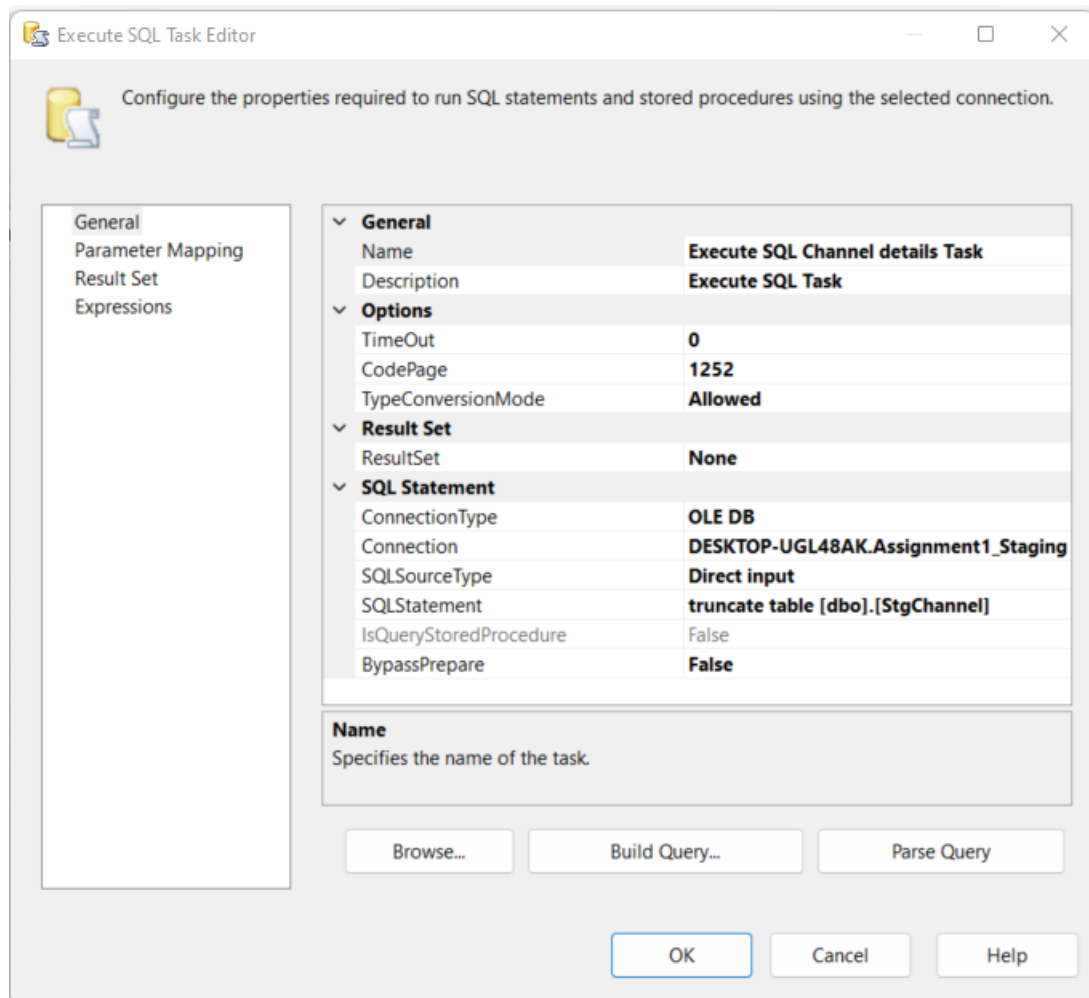 Execute SQL Task Editor
Configure the properties required to run SQL statements and stored procedures using the selected connection.
General
Parameter Mapping
Result Set
Expressions
General
Name Execute SQL Channel details Task
Description Execute SQL Task
Options
TimeOut 0
CodePage 1252
TypeConversionMode Allowed
Result Set
ResultSet None
SQL Statement
ConnectionType OLE DB
Connection DESKTOP-UGL48AK.Assignment1_Staging
SQLSourceType Direct input
SQLStatement truncate table [dbo].[StgChannel]
IsQueryStoredProcedure False
BypassPrepare False
Name
Specifies the name of the task.
Browse... Build Query... Parse Query
OK Cancel Help